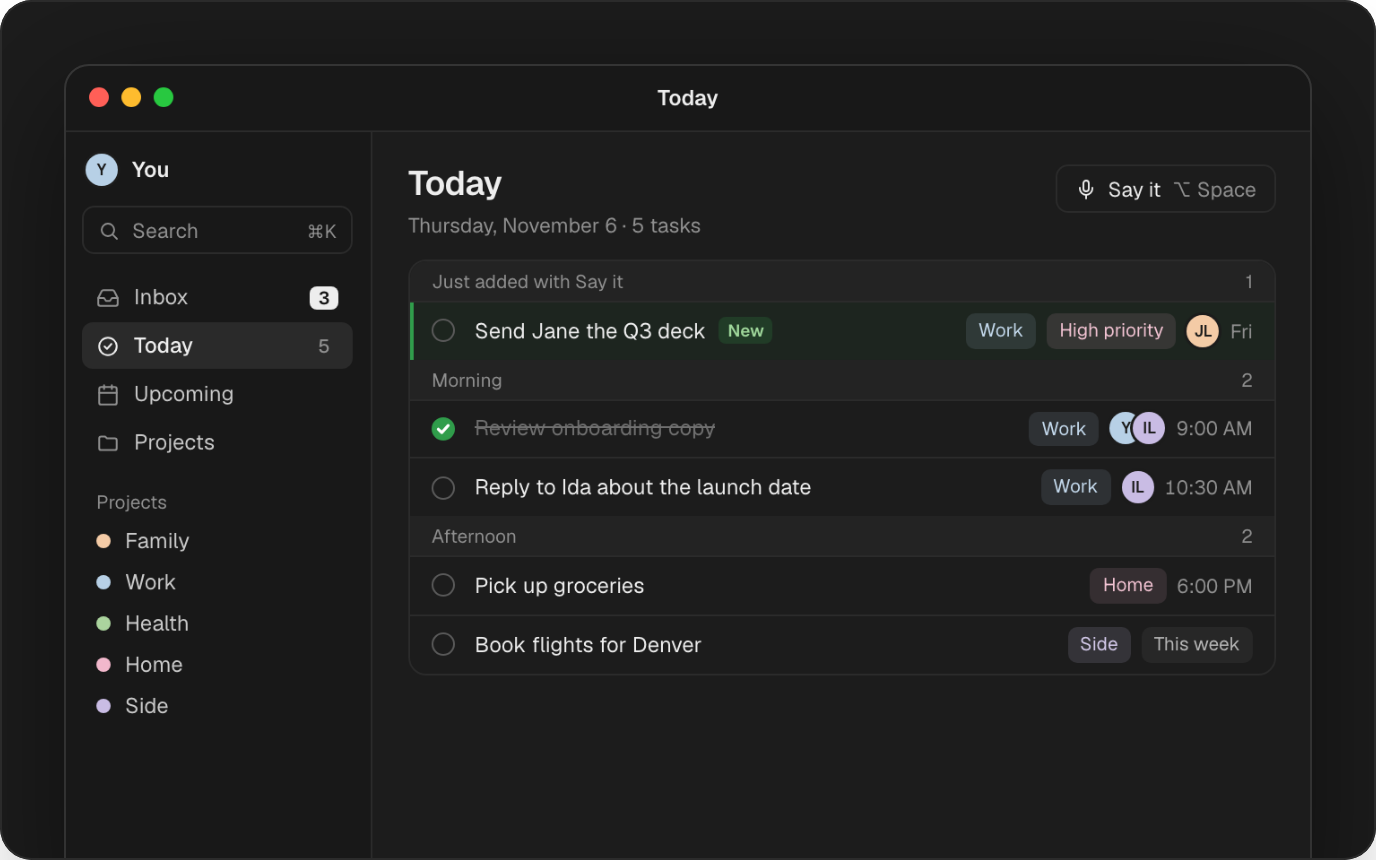 Today
Y You
Search ⌘K
Inbox 3
Today 5
Upcoming
Projects
Projects
Family
Work
Health
Home
Side
Today
Say it ⌥ Space
Thursday, November 6 · 5 tasks
Just added with Say it 1
Send Jane the Q3 deck New Work High priority JL Fri
Morning 2
Review onboarding copy Work Y IL 9:00 AM
Reply to Ida about the launch date Work IL 10:30 AM
Afternoon 2
Pick up groceries Home 6:00 PM
Book flights for Denver Side This week